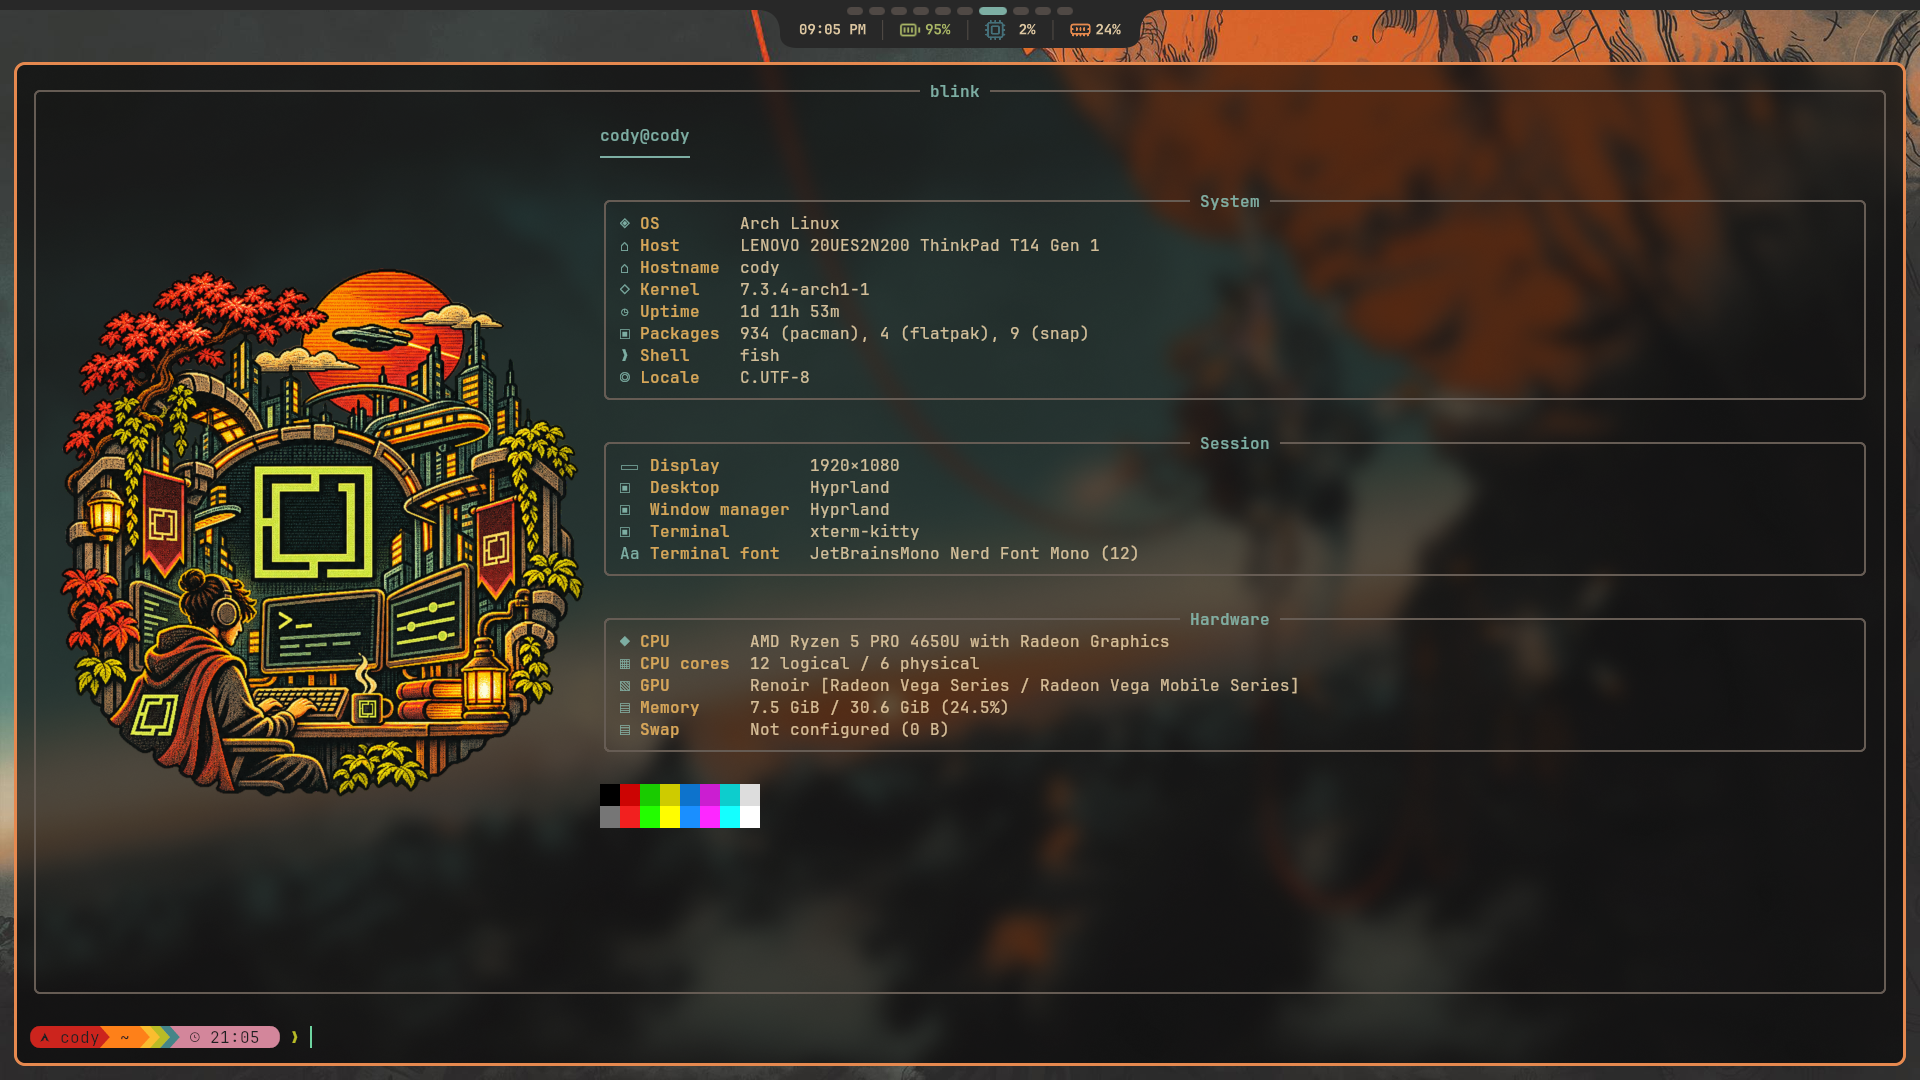 09:05 PM 95% 2% 24%
blink
cody@cody
System
OS Arch Linux
Host LENOVO 20UES2N200 ThinkPad T14 Gen 1
Hostname cody
Kernel 7.3.4-arch1-1
Uptime 1d 11h 53m
Packages 934 (pacman), 4 (flatpak), 9 (snap)
Shell fish
Locale C.UTF-8
Session
Display 1920×1080
Desktop Hyprland
Window manager Hyprland
Terminal xterm-kitty
Aa Terminal font JetBrainsMono Nerd Font Mono (12)
Hardware
CPU AMD Ryzen 5 PRO 4650U with Radeon Graphics
CPU cores 12 logical / 6 physical
GPU Renoir [Radeon Vega Series / Radeon Vega Mobile Series]
Memory 7.5 GiB / 30.6 GiB (24.5%)
Swap Not configured (0 B)
cody ~ 21:05 ❱